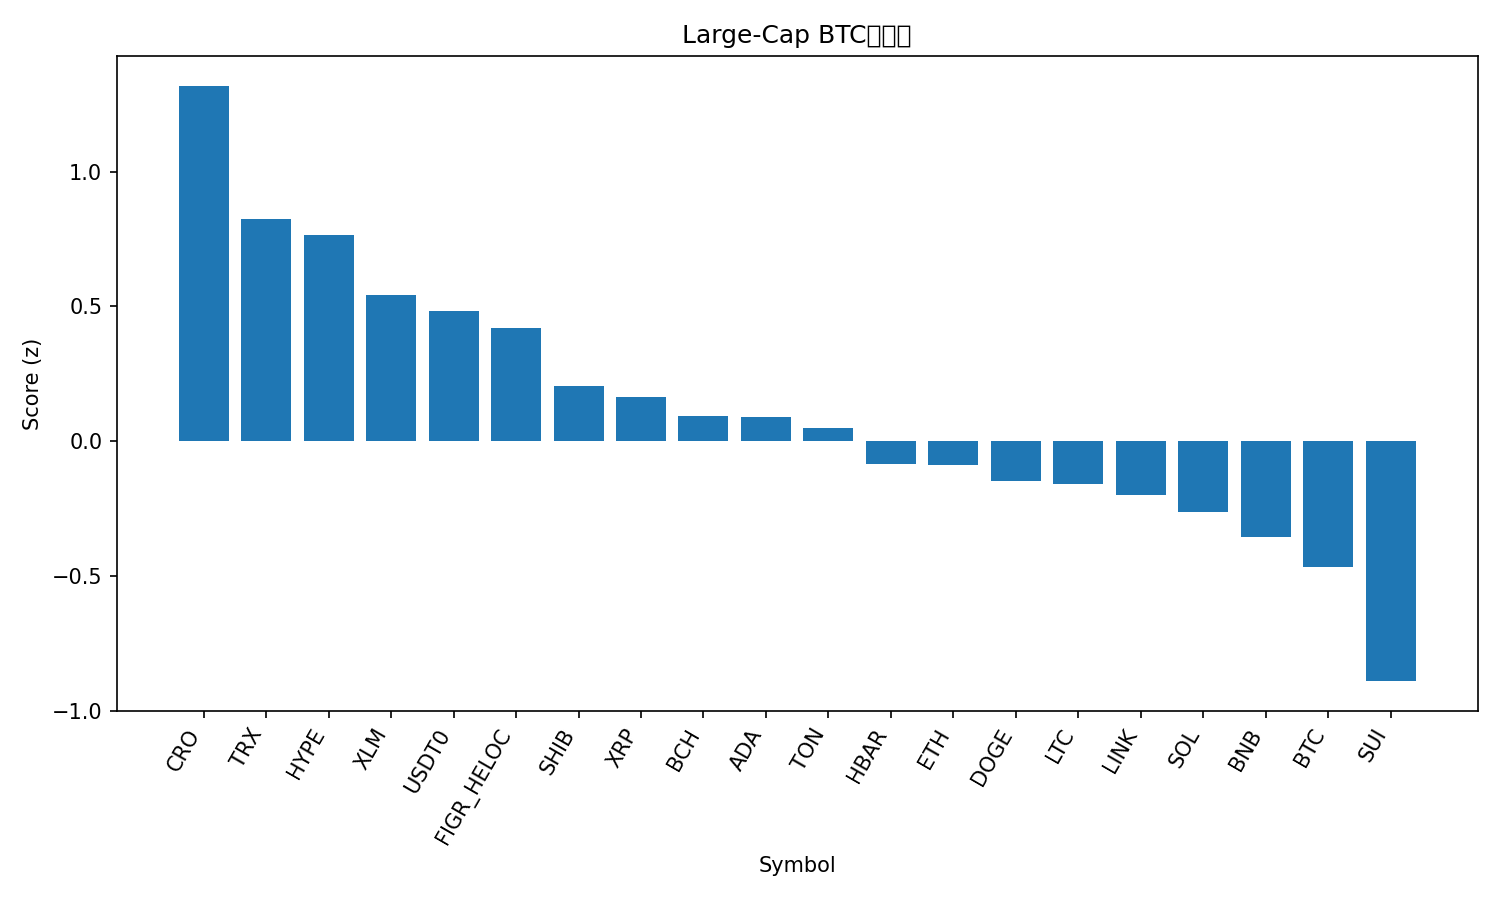 Large-Cap BTC
Score (z)
1.0
0.5
0.0
−0.5
−1.0
CRO
TRX
HYPE
XLM
USDT0
FIGR_HELOC
SHIB
XRP
BCH
ADA
TON
HBAR
ETH
DOGE
LTC
LINK
SOL
BNB
BTC
SUI
Symbol